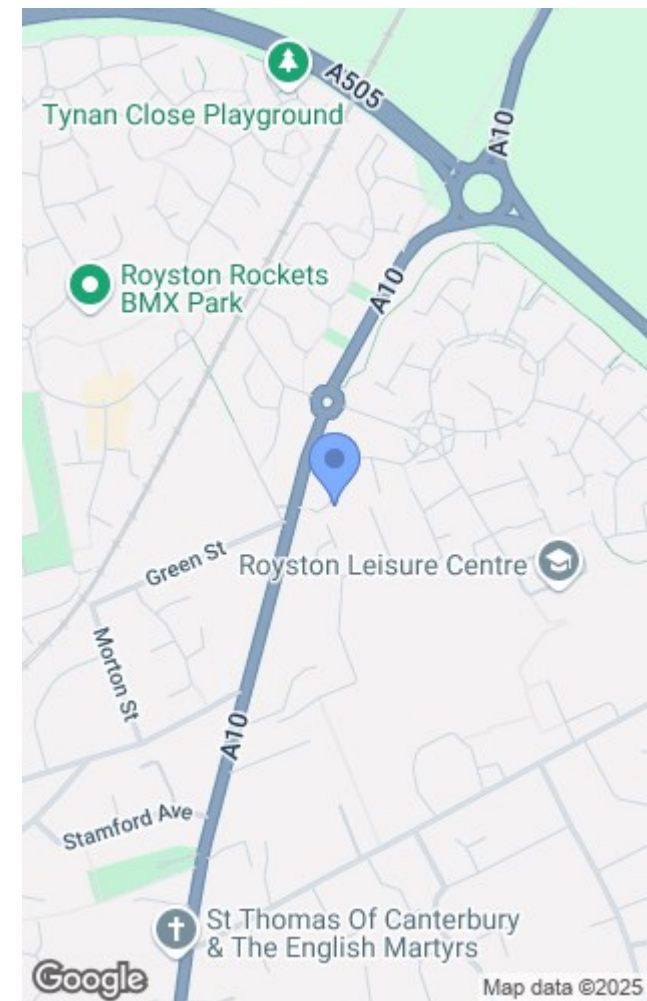 A505
Tynan Close Playground
A10
Royston Rockets
BMX Park
A10
Green St
Royston Leisure Centre
Morton St
A10
Stamford Ave
St Thomas Of Canterbury
& The English Martyrs
Google
Map data ©2025